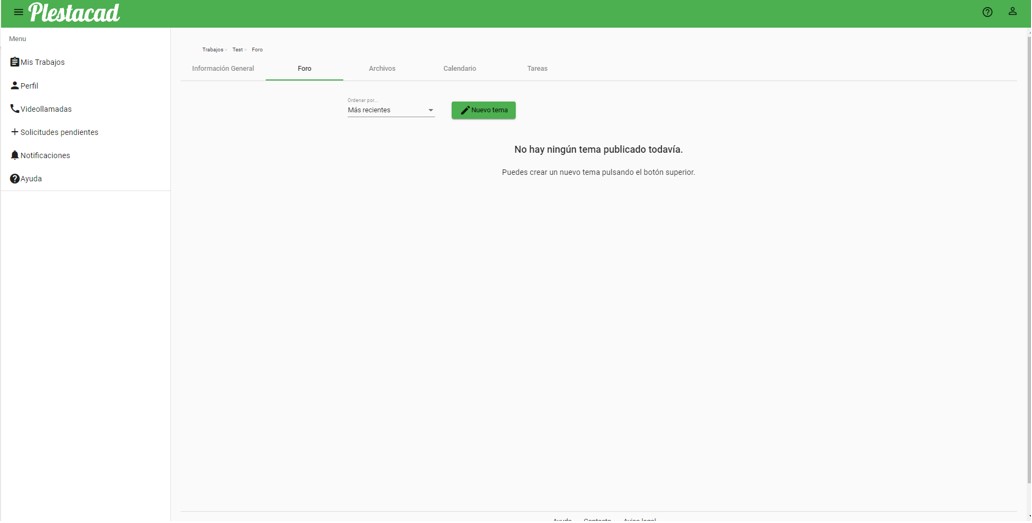 Plestacad
Menu
Mis Trabajos
Perfil
Videollamadas
Solicitudes pendientes
Notificaciones
Ayuda
Trabajos › Test › Foro
Información General Foro Archivos Calendario Tareas
Ordenar por...
Más recientes
Nuevo tema
No hay ningún tema publicado todavía.
Puedes crear un nuevo tema pulsando el botón superior.
Ayuda Contacto Aviso legal